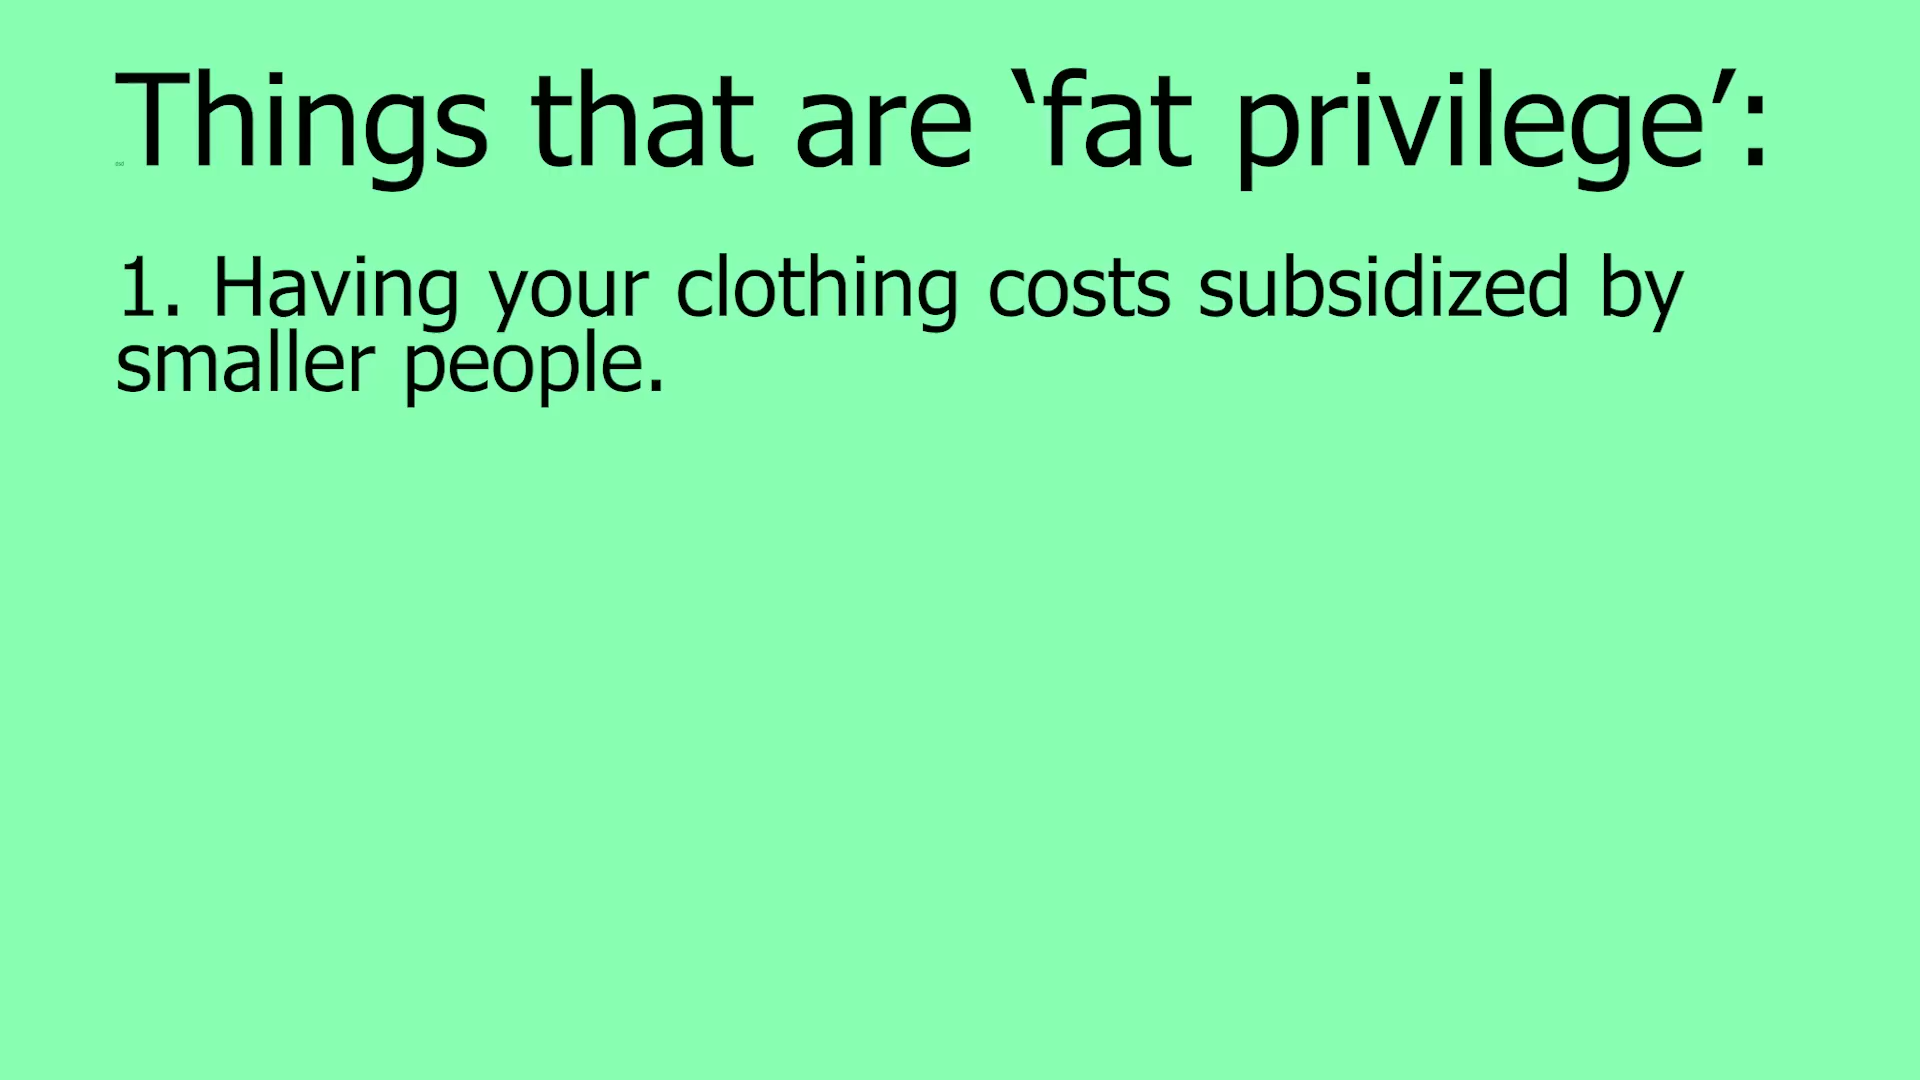 Things that are ‘fat privilege’:
1. Having your clothing costs subsidized by
smaller people.